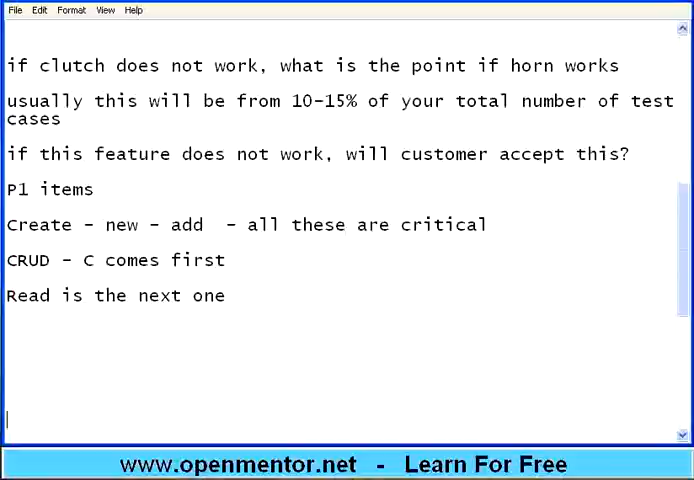 File Edit Format View Help
if clutch does not work, what is the point if horn works
usually this will be from 10-15% of your total number of test
cases
if this feature does not work, will customer accept this?
P1 items
Create - new - add  - all these are critical
CRUD - C comes first
Read is the next one
www.openmentor.net - Learn For Free